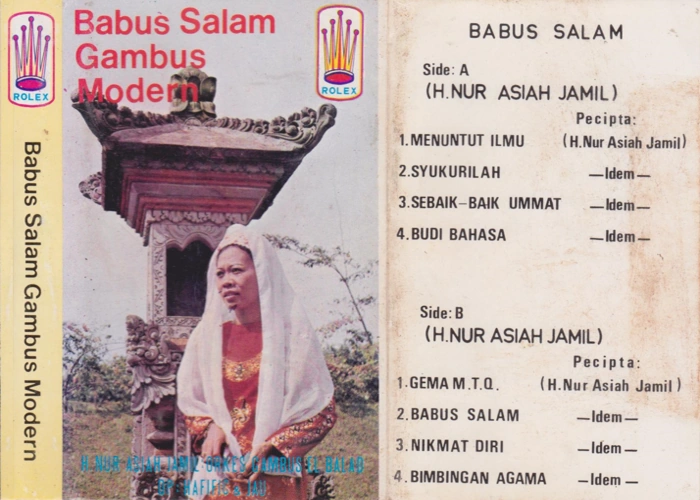 ROLEX
Babus Salam Gambus Modern
Babus Salam
Gambus
Modern
ROLEX
H. NUR ASIAH JAMIL ORKES GAMBUS EL BALAD
BABUS SALAM
Side: A
(H.NUR ASIAH JAMIL)
Pecipta:
1.MENUNTUT ILMU (H.Nur Asiah Jamil)
2.SYUKURILAH —Idem—
3.SEBAIK-BAIK UMMAT —Idem—
4.BUDI BAHASA —Idem—
Side: B
(H.NUR ASIAH JAMIL)
Pecipta:
1.GEMA M.T.Q. (H.Nur Asiah Jamil)
2.BABUS SALAM —Idem—
3.NIKMAT DIRI —Idem—
4.BIMBINGAN AGAMA —Idem—